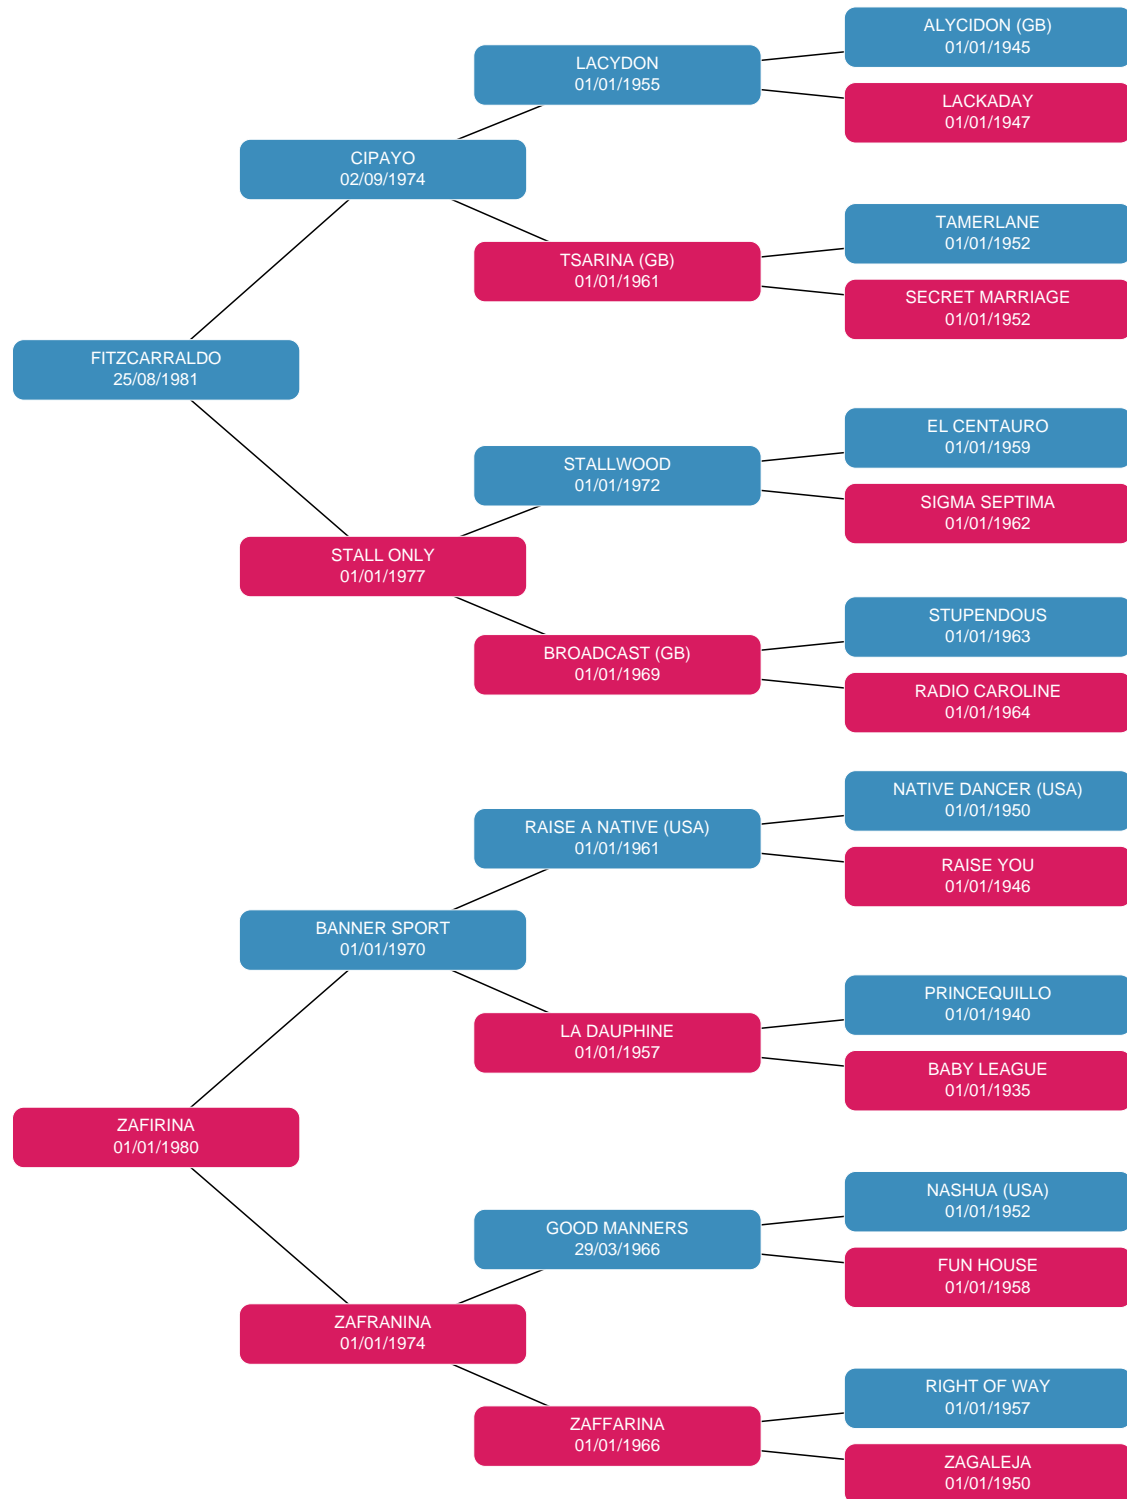 ALYCIDON (GB)
01/01/1945
LACYDON
01/01/1955
LACKADAY
01/01/1947
CIPAYO
02/09/1974
TAMERLANE
01/01/1952
TSARINA (GB)
01/01/1961
SECRET MARRIAGE
01/01/1952
FITZCARRALDO
25/08/1981
EL CENTAURO
01/01/1959
STALLWOOD
01/01/1972
SIGMA SEPTIMA
01/01/1962
STALL ONLY
01/01/1977
STUPENDOUS
01/01/1963
BROADCAST (GB)
01/01/1969
RADIO CAROLINE
01/01/1964
NATIVE DANCER (USA)
01/01/1950
RAISE A NATIVE (USA)
01/01/1961
RAISE YOU
01/01/1946
BANNER SPORT
01/01/1970
PRINCEQUILLO
01/01/1940
LA DAUPHINE
01/01/1957
BABY LEAGUE
01/01/1935
ZAFIRINA
01/01/1980
NASHUA (USA)
01/01/1952
GOOD MANNERS
29/03/1966
FUN HOUSE
01/01/1958
ZAFRANINA
01/01/1974
RIGHT OF WAY
01/01/1957
ZAFFARINA
01/01/1966
ZAGALEJA
01/01/1950